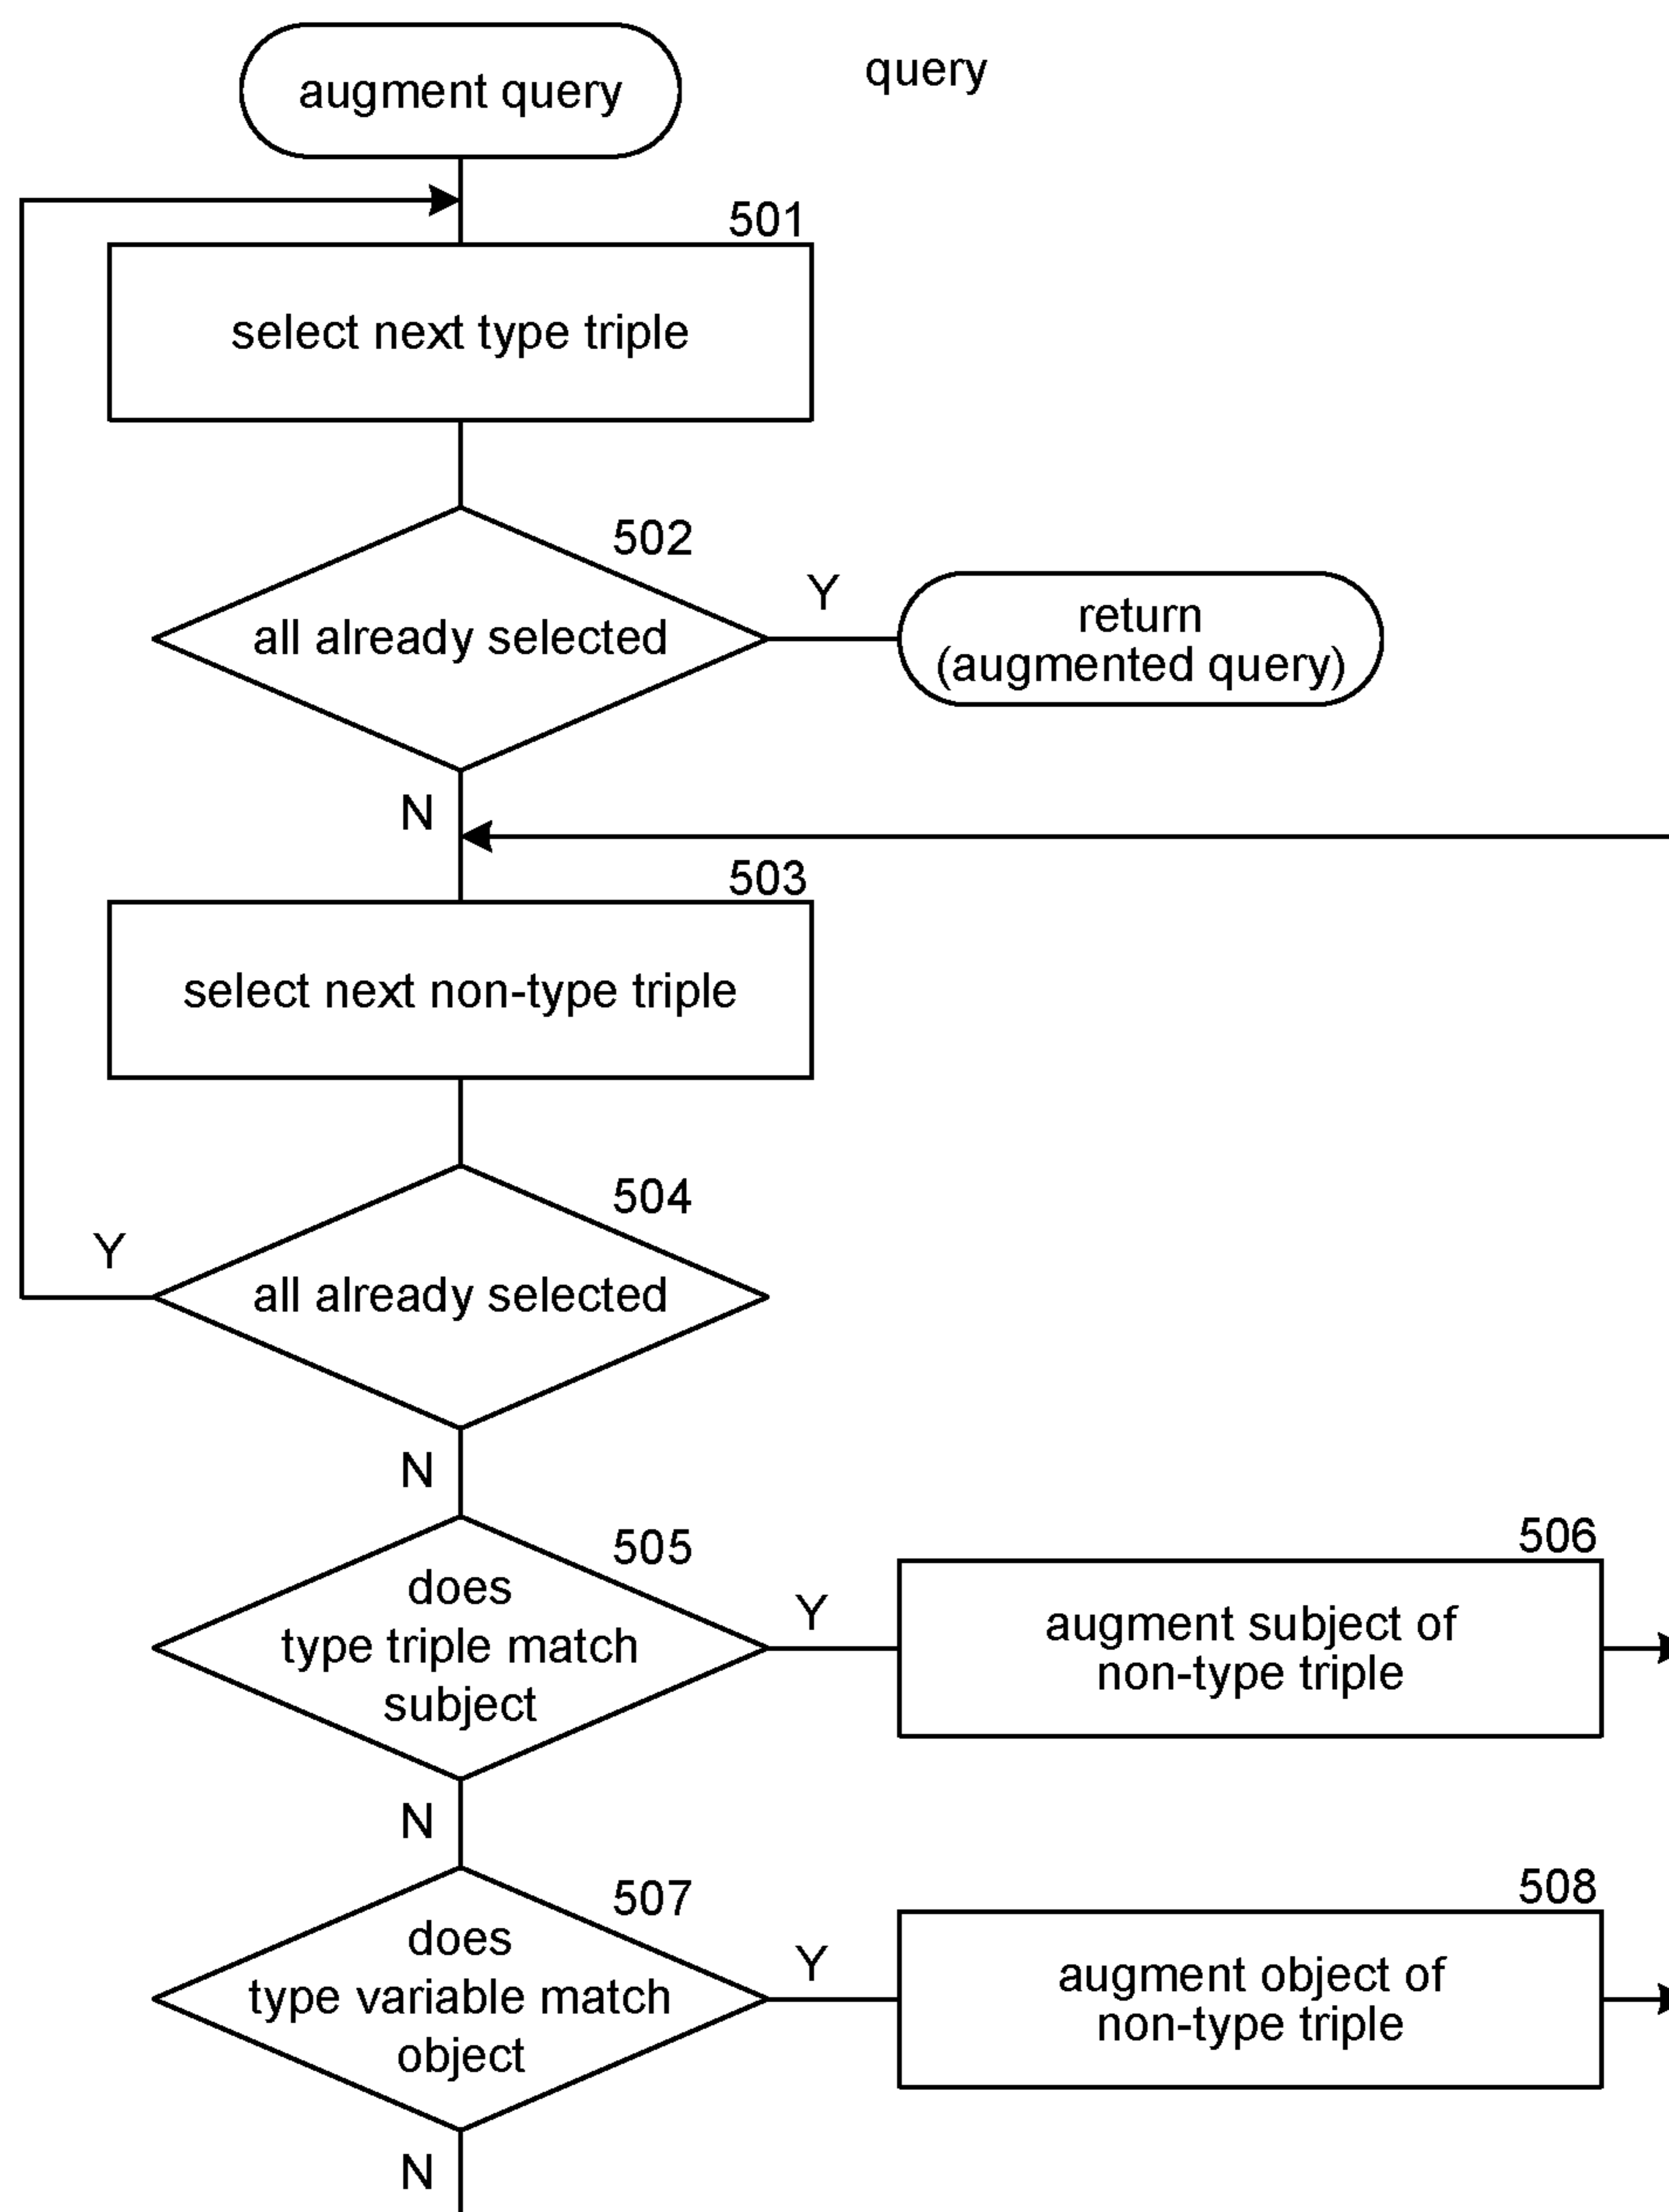 augment query
query
501
select next type triple
502
all already selected
Y
return
(augmented query)
N
503
select next non-type triple
504
all already selected
Y
N
505
does
type triple match
subject
Y
506
augment subject of
non-type triple
N
507
does
type variable match
object
Y
508
augment object of
non-type triple
N